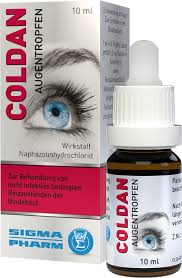 10 ml
COLDAN
AUGENTROPFEN
Wirkstoff:
Naphazolinhydrochlorid
Zur Behandlung von
nicht infektiös bedingten
Reizzuständen der
Bindehaut
SIGMA
PHARM
COLDAN
AUGENTROPFEN
10 ml